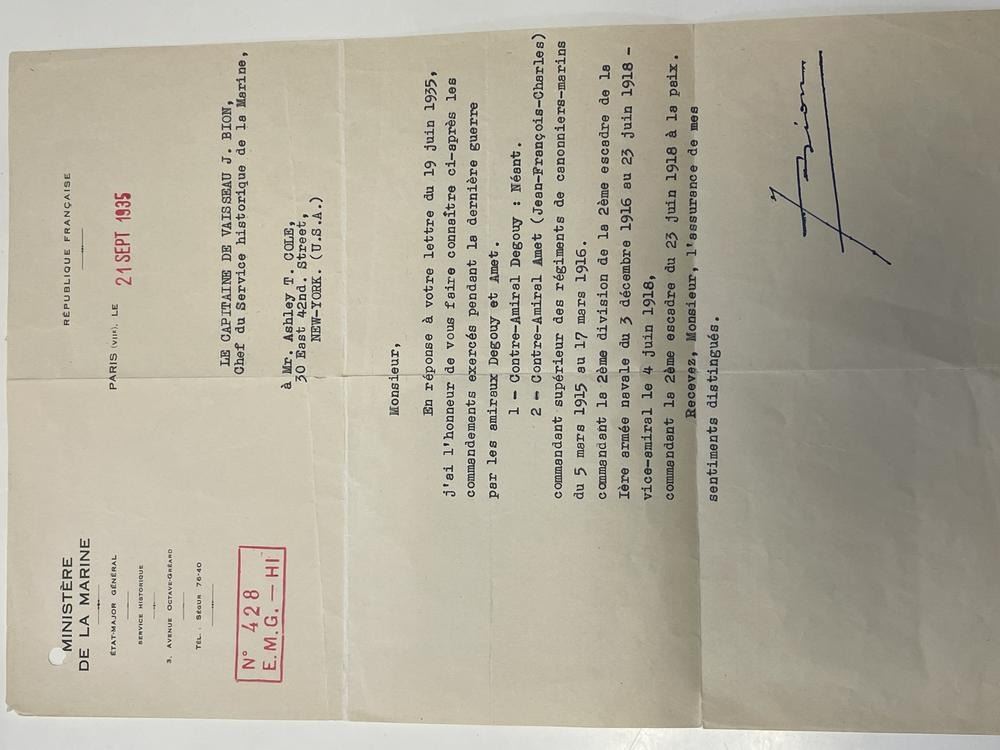 MINISTÈRE
DE LA MARINE
ÉTAT-MAJOR GÉNÉRAL
SERVICE HISTORIQUE
3, AVENUE OCTAVE-GRÉARD
TÉL. : SÉGUR 76-40
N° 428
E.M.G. — HI
RÉPUBLIQUE FRANÇAISE
PARIS (VIIE), LE 21 SEPT 1935
LE CAPITAINE DE VAISSEAU J. BION,
Chef du Service historique de la Marine,
à Mr. Ashley T. COLE,
30 East 42nd. Street,
NEW-YORK. (U.S.A.)
Monsieur,
En réponse à votre lettre du 19 juin 1935,
j'ai l'honneur de vous faire connaître ci-après les
commandements exercés pendant la dernière guerre
par les amiraux Degouy et Amet.
1 - Contre-Amiral Degouy : Néant.
2 - Contre-Amiral Amet (Jean-François-Charles)
commandant supérieur des régiments de canonniers-marins
du 5 mars 1915 au 17 mars 1916.
commandant la 2ème division de la 2ème escadre de la
1ère armée navale du 3 décembre 1916 au 23 juin 1918 -
vice-amiral le 4 juin 1918,
commandant la 2ème escadre du 23 juin 1918 à la paix.
Recevez, Monsieur, l'assurance de mes
sentiments distingués.
J Bion